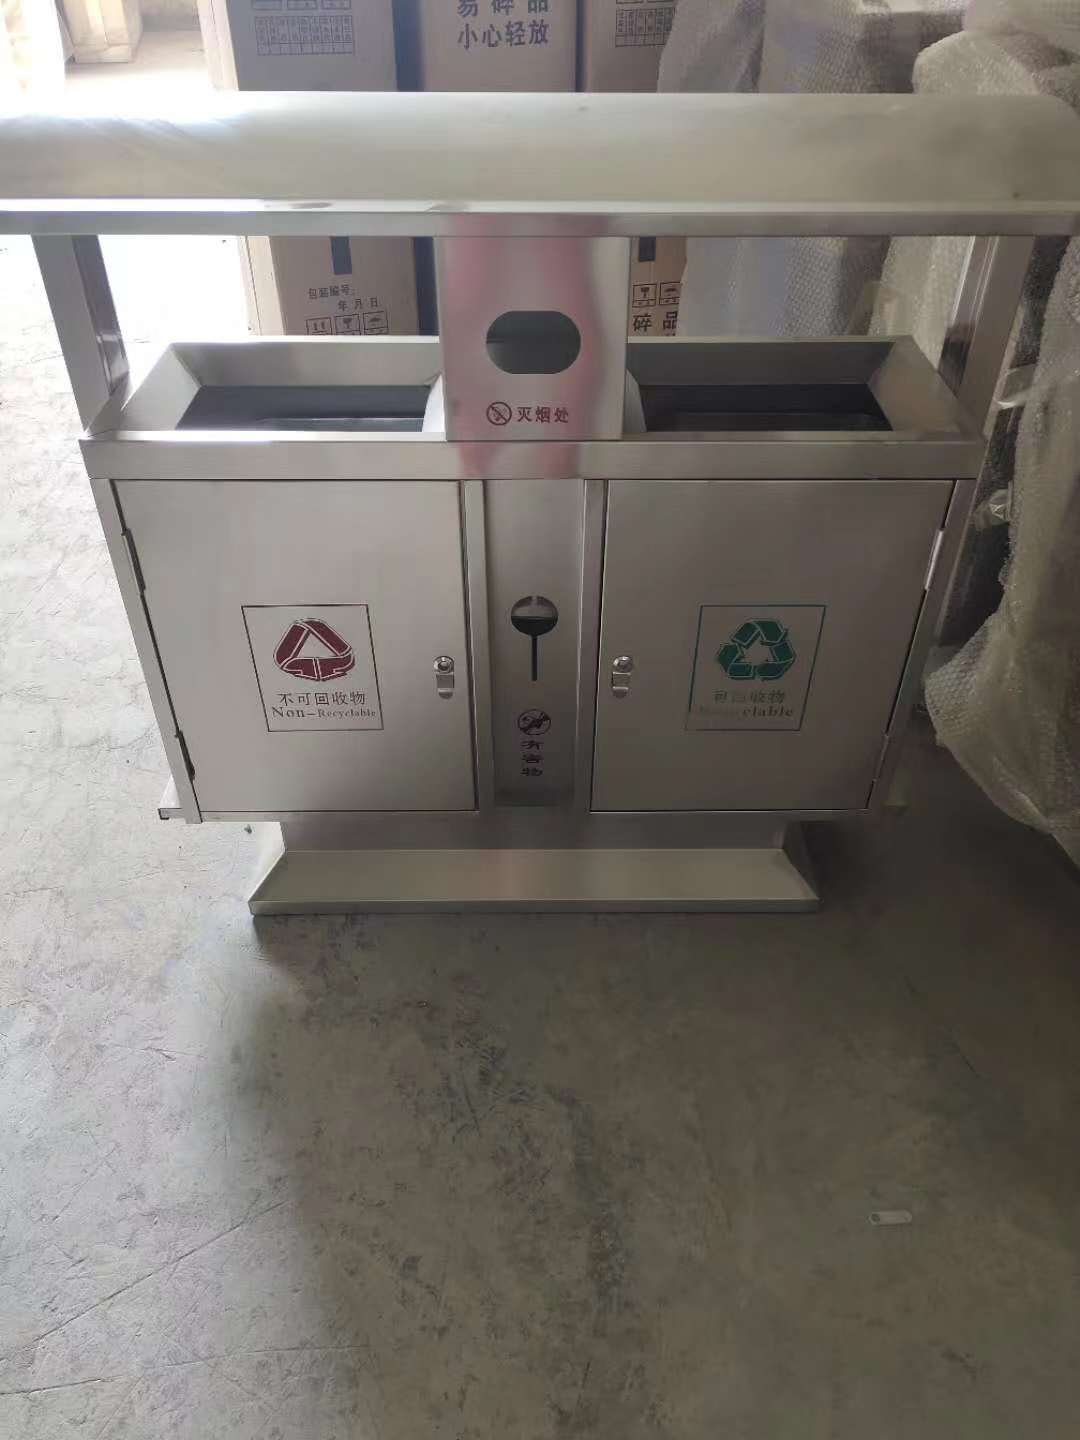 易碎品
小心轻放
包装编号:
年 月 日
碎 品
灭烟处
不可回收物
Non-Recyclable
可回收物
有害物